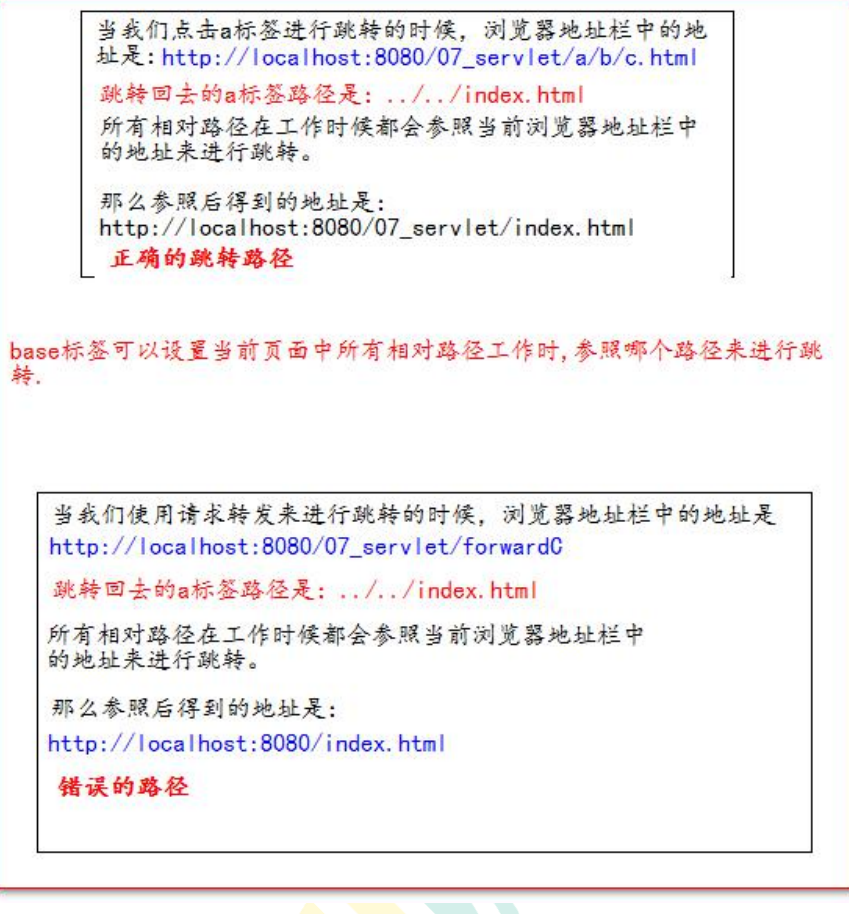 当我们点击a标签进行跳转的时候，浏览器地址栏中的地
址是：http://localhost:8080/07_servlet/a/b/c.html
跳转回去的a标签路径是：../../index.html
所有相对路径在工作时候都会参照当前浏览器地址栏中
的地址来进行跳转。
那么参照后得到的地址是：
http://localhost:8080/07_servlet/index.html
正确的跳转路径
base标签可以设置当前页面中所有相对路径工作时,参照哪个路径来进行跳
转.
当我们使用请求转发来进行跳转的时候，浏览器地址栏中的地址是
http://localhost:8080/07_servlet/forwardC
跳转回去的a标签路径是：../../index.html
所有相对路径在工作时候都会参照当前浏览器地址栏中
的地址来进行跳转。
那么参照后得到的地址是：
http://localhost:8080/index.html
错误的路径